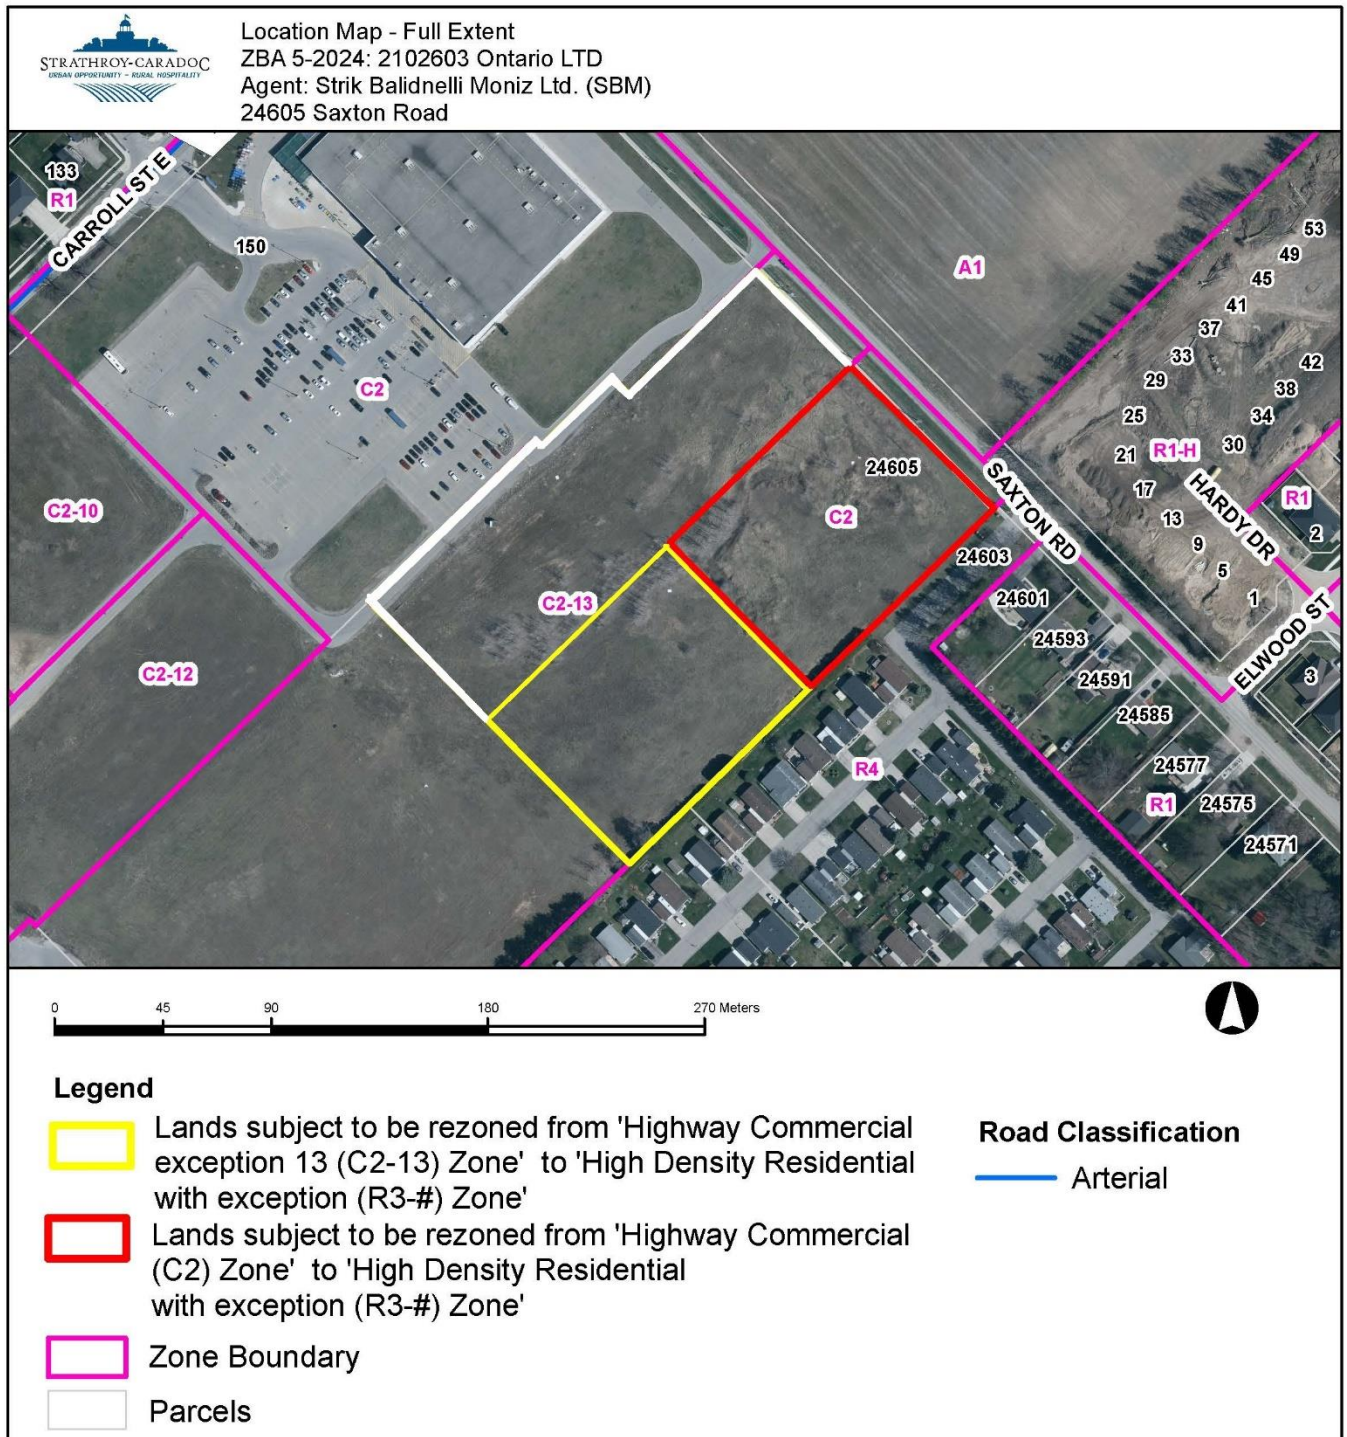 STRATHROY-CARADOC
URBAN OPPORTUNITY - RURAL HOSPITALITY
Location Map - Full Extent
ZBA 5-2024: 2102603 Ontario LTD
Agent: Strik Balidnelli Moniz Ltd. (SBM)
24605 Saxton Road
133
R1
CARROLL ST E
150
C2
A1
53
49
45
41
37
33
29
25
21
17
13
9
5
1
42
38
34
30
R1-H
HARDY DR
R1
2
ELWOOD ST
3
SAXTON RD
24605
C2
24603
24601
24593
24591
24585
24577
R1
24575
24571
C2-10
C2-13
C2-12
R4
0 45 90 180 270 Meters
Legend
Lands subject to be rezoned from 'Highway Commercial
exception 13 (C2-13) Zone' to 'High Density Residential
with exception (R3-#) Zone'
Lands subject to be rezoned from 'Highway Commercial
(C2) Zone' to 'High Density Residential
with exception (R3-#) Zone'
Zone Boundary
Parcels
Road Classification
Arterial